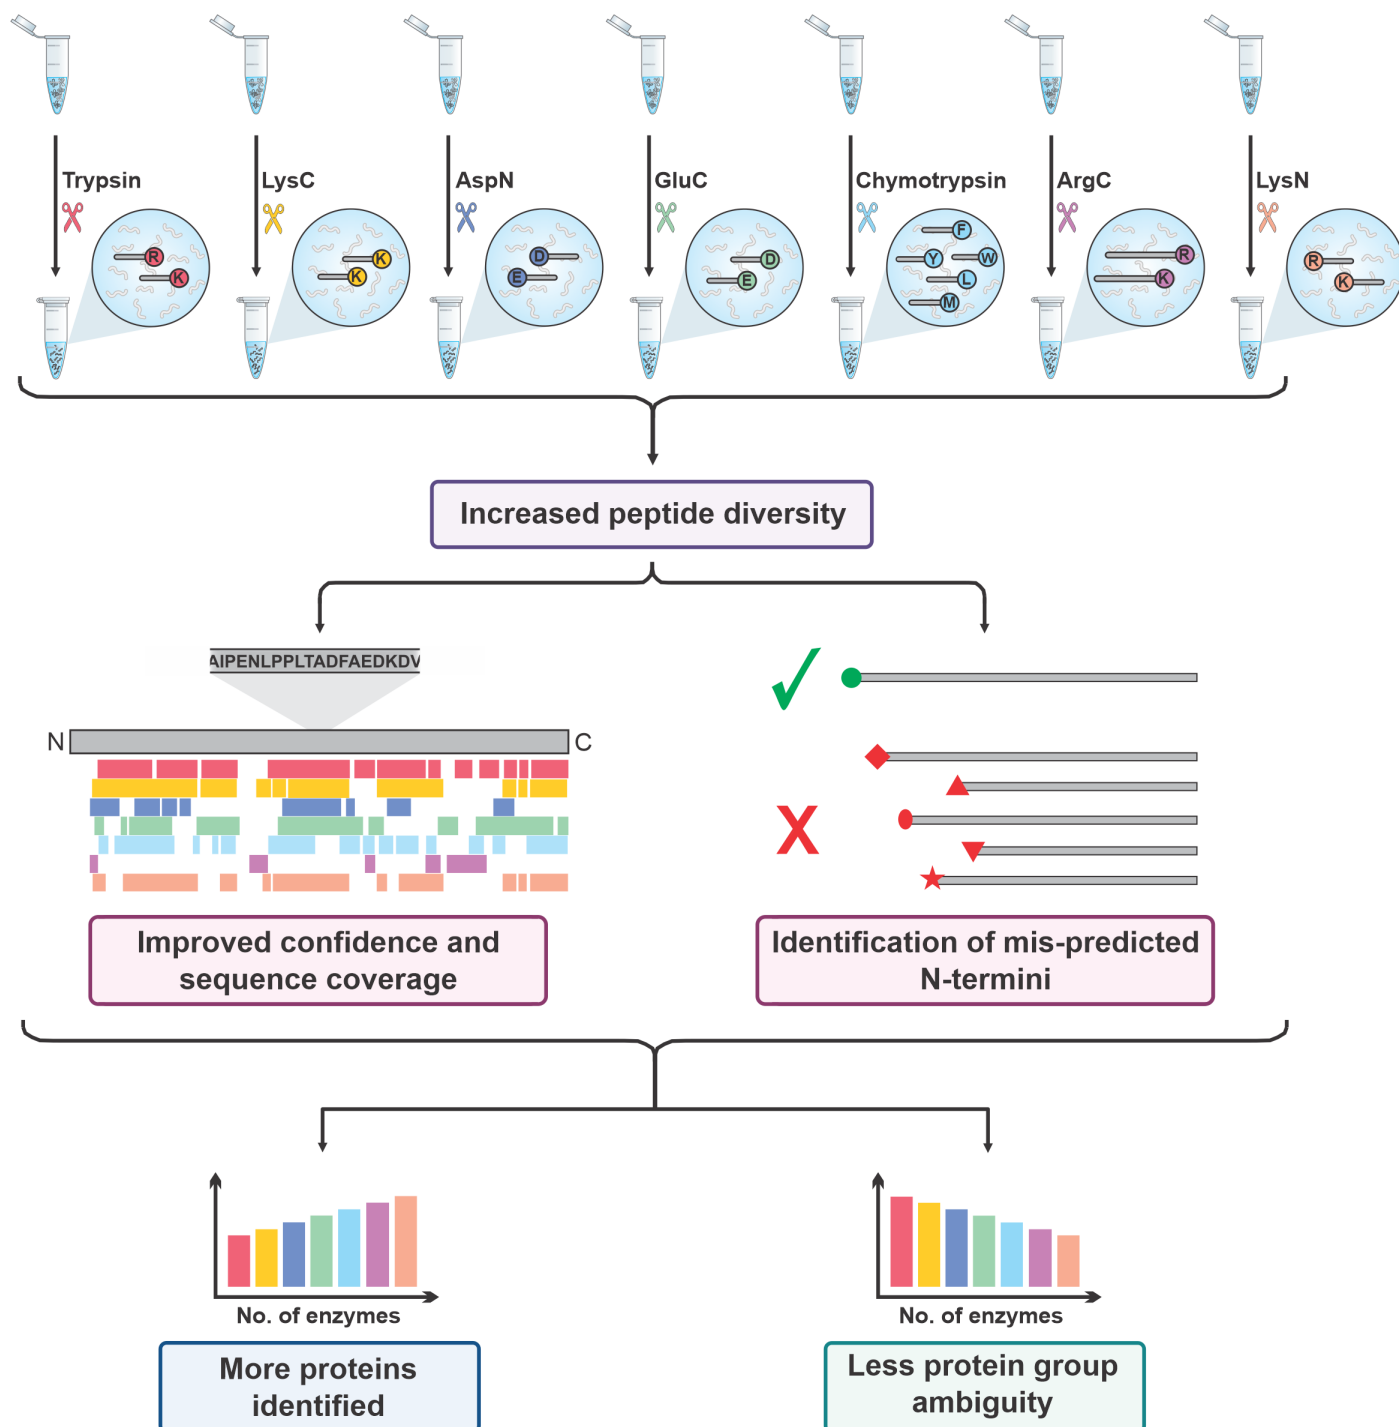 Trypsin
LysC
AspN
GluC
Chymotrypsin
ArgC
LysN
R
K
K
K
D
E
D
E
F
Y
W
L
M
R
K
R
K
Increased peptide diversity
AIPENLPPLTADFAEDKDV
N
C
X
Improved confidence and
sequence coverage
Identification of mis-predicted
N-termini
No. of enzymes
No. of enzymes
More proteins
identified
Less protein group
ambiguity